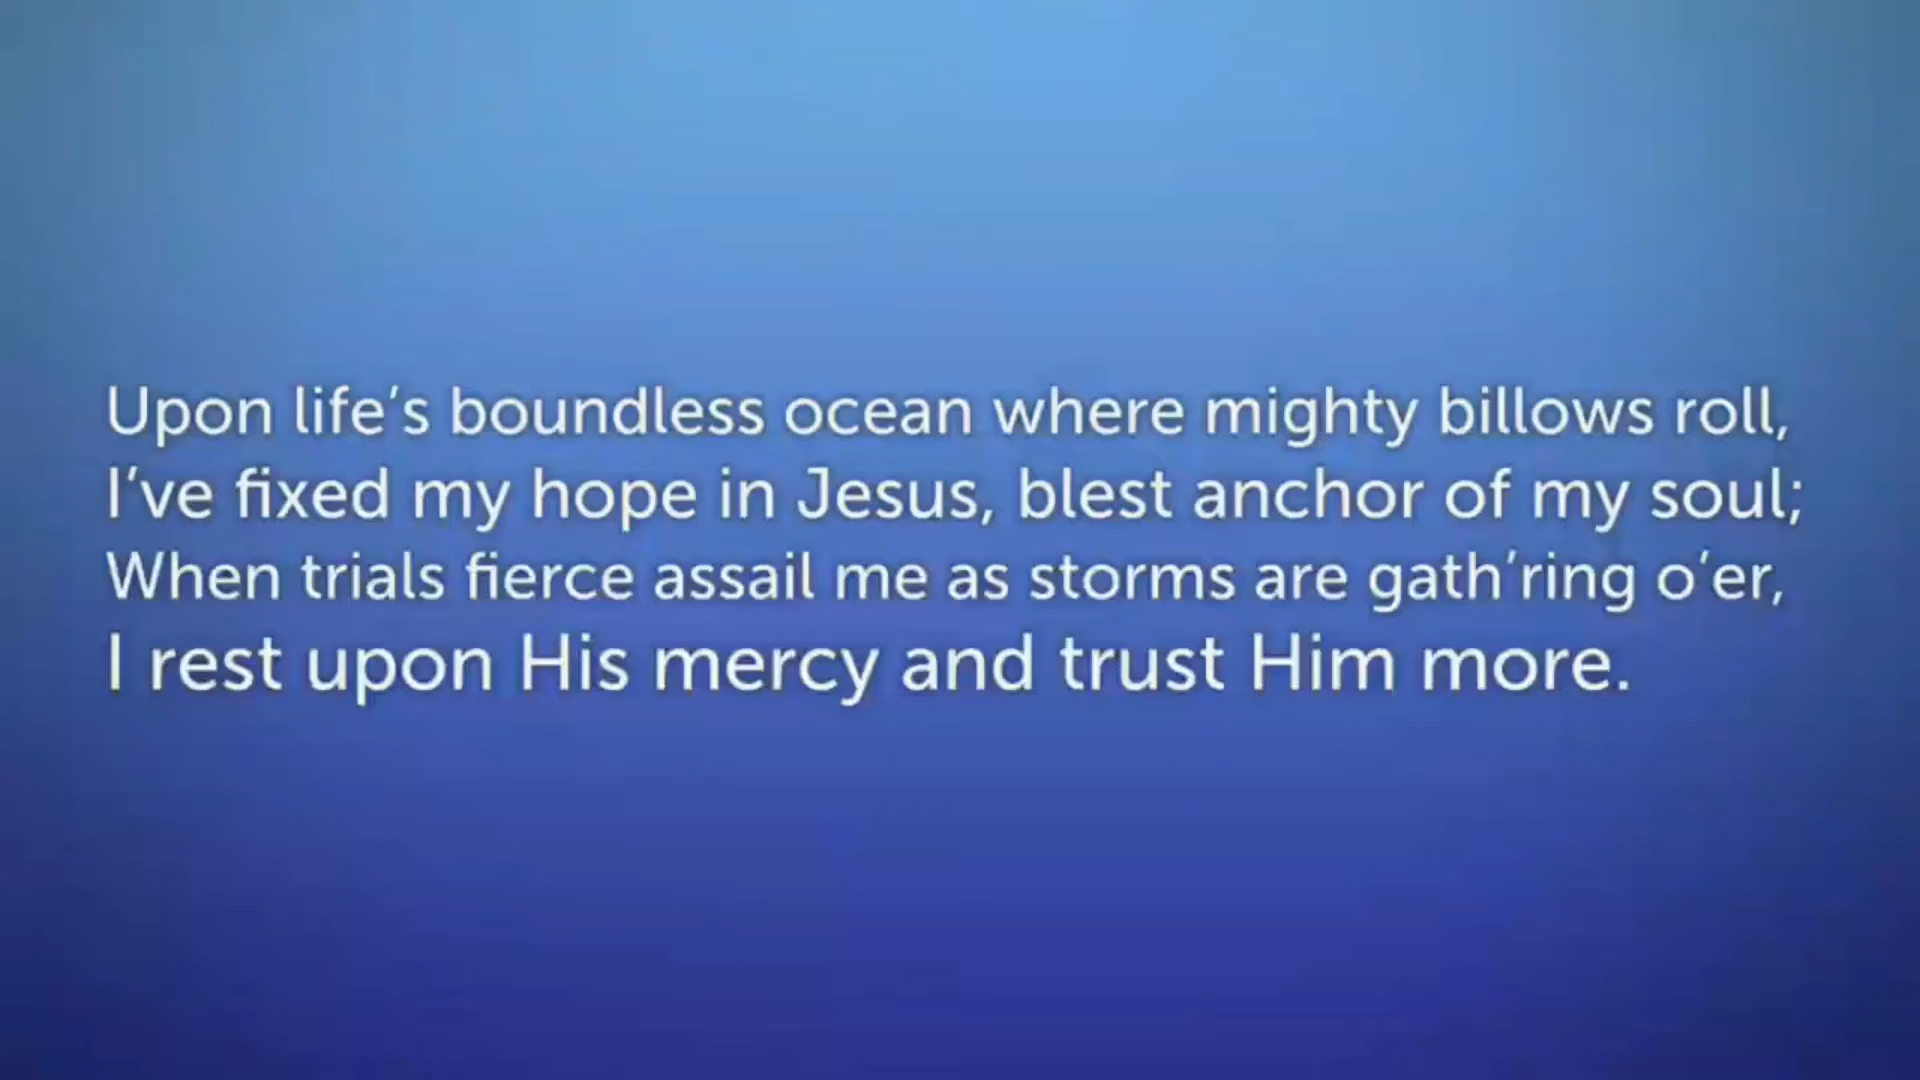 Upon life’s boundless ocean where mighty billows roll,
I’ve fixed my hope in Jesus, blest anchor of my soul;
When trials fierce assail me as storms are gath’ring o’er,
I rest upon His mercy and trust Him more.